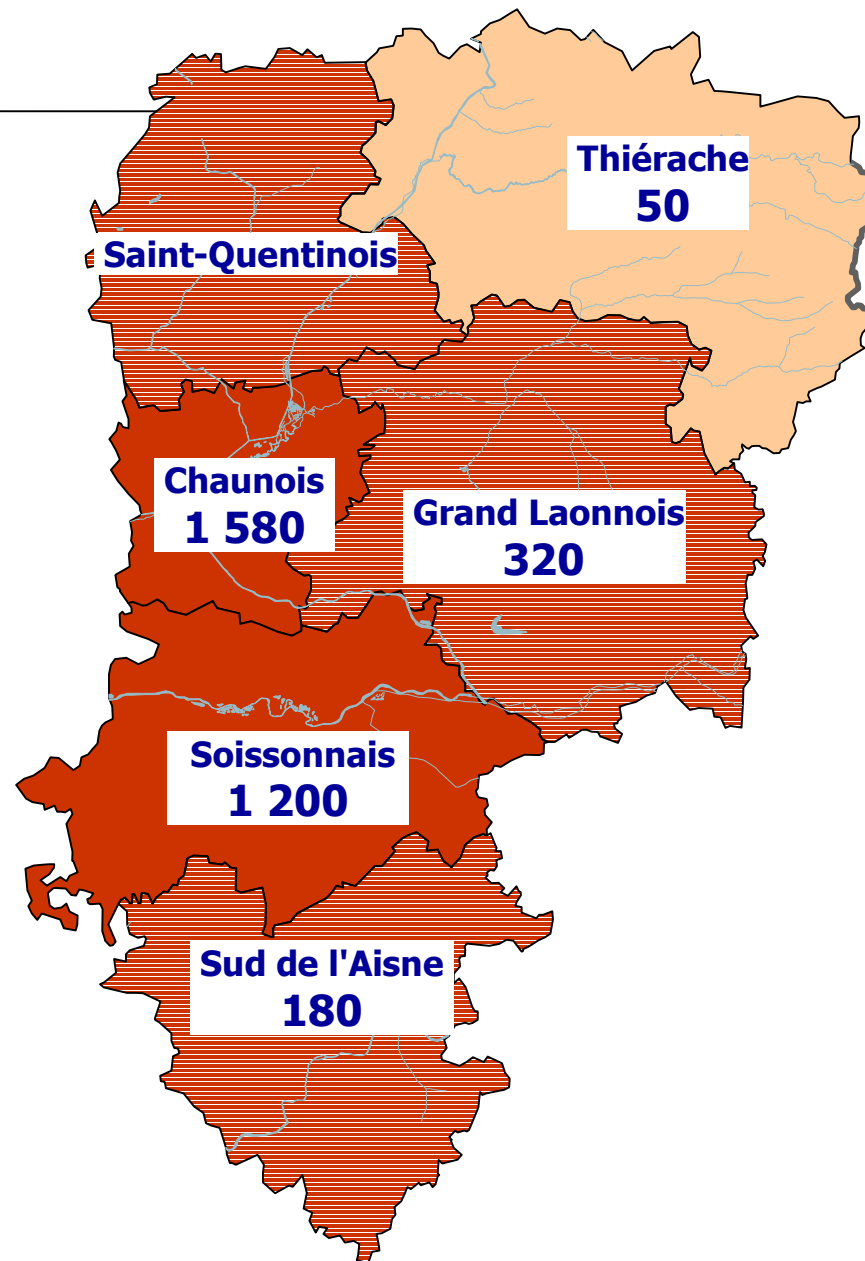 Thiérache
50
Saint-Quentinois
Chaunois
1 580
Grand Laonnois
320
Soissonnais
1 200
Sud de l'Aisne
180